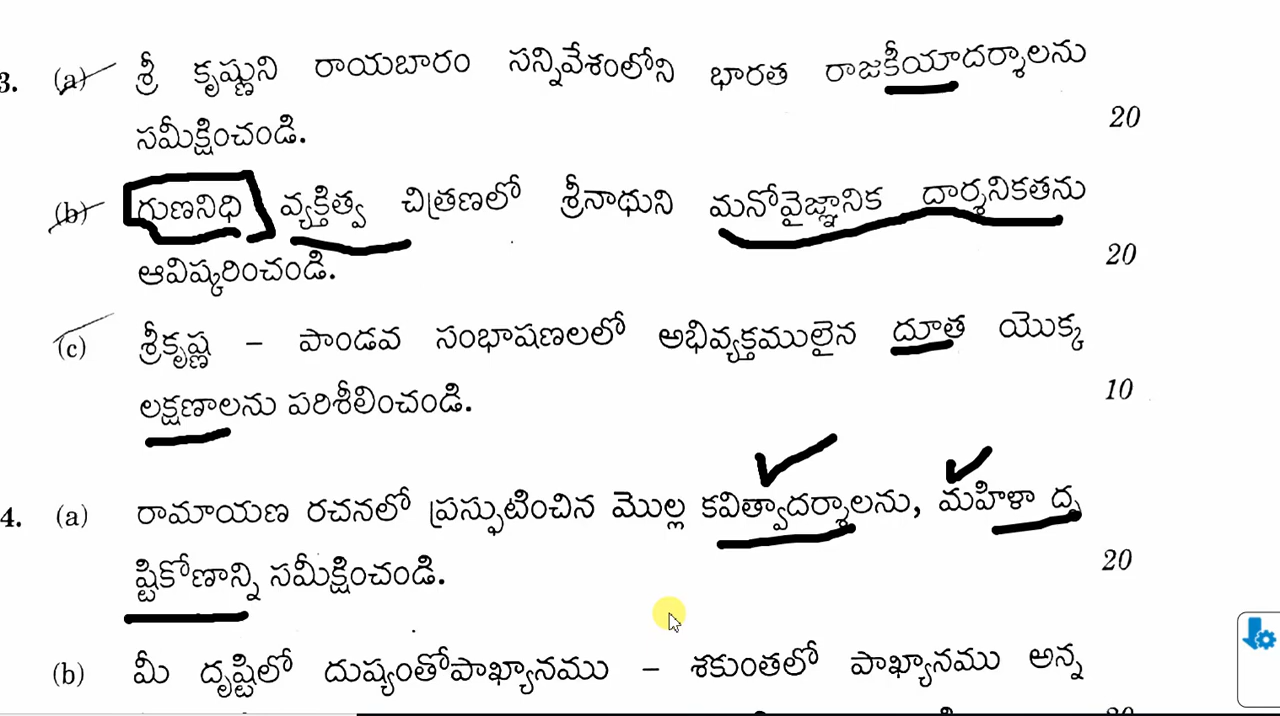 3. (a) శ్రీ కృష్ణుని రాయబారం సన్నివేశంలోని భారత రాజకీయాదర్శాలను
సమీక్షించండి. 20
(b) గుణనిధి వ్యక్తిత్వ చిత్రణలో శ్రీనాథుని మనోవైజ్ఞానిక దార్శనికతను
ఆవిష్కరించండి. 20
(c) శ్రీకృష్ణ – పాండవ సంభాషణలలో అభివ్యక్తములైన దూత యొక్క
లక్షణాలను పరిశీలించండి. 10
4. (a) రామాయణ రచనలో ప్రస్ఫుటించిన మొల్ల కవిత్వాదర్శాలను, మహిళా దృ
ష్టికోణాన్ని సమీక్షించండి. 20
(b) మీ దృష్టిలో దుష్యంతోపాఖ్యానము – శకుంతలో పాఖ్యానము అన్న